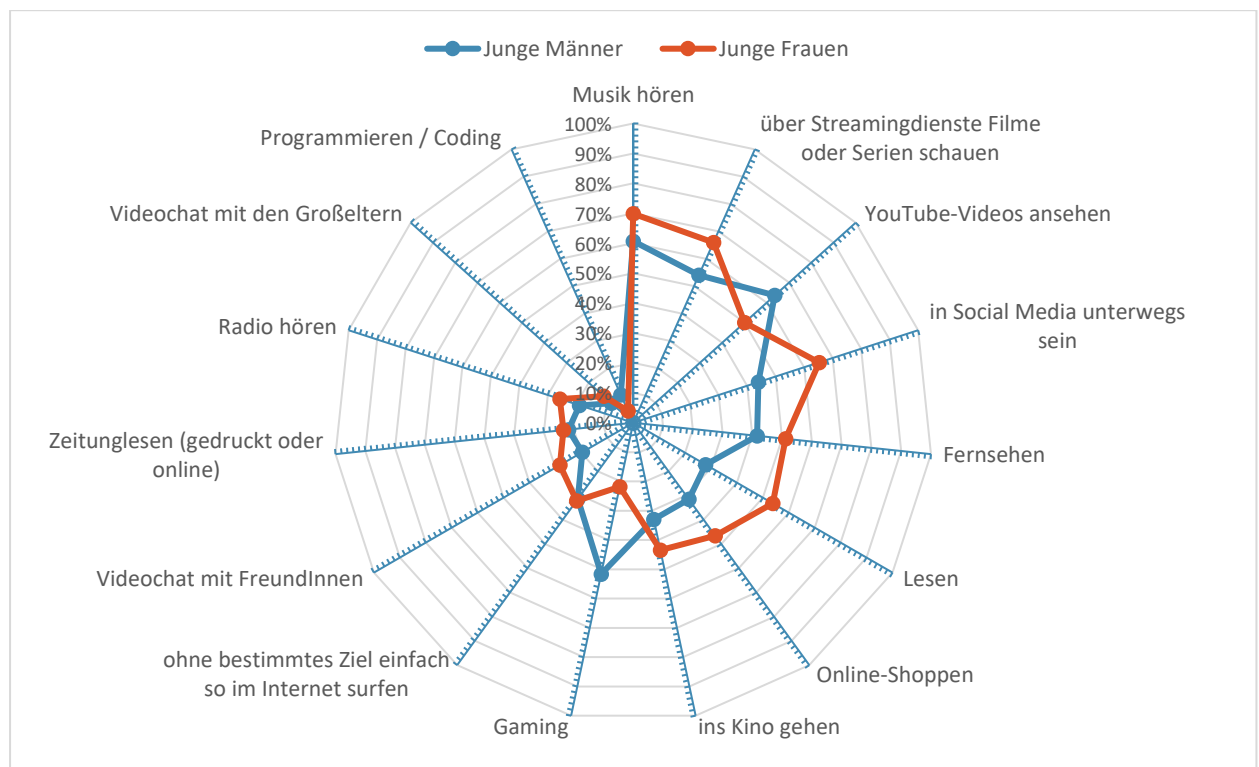 Junge Männer
Junge Frauen
Musik hören
100%
90%
80%
70%
60%
50%
40%
30%
20%
10%
0%
über Streamingdienste Filme
oder Serien schauen
YouTube-Videos ansehen
in Social Media unterwegs
sein
Fernsehen
Lesen
Online-Shoppen
ins Kino gehen
Gaming
ohne bestimmtes Ziel einfach
so im Internet surfen
Videochat mit FreundInnen
Zeitunglesen (gedruckt oder
online)
Radio hören
Videochat mit den Großeltern
Programmieren / Coding